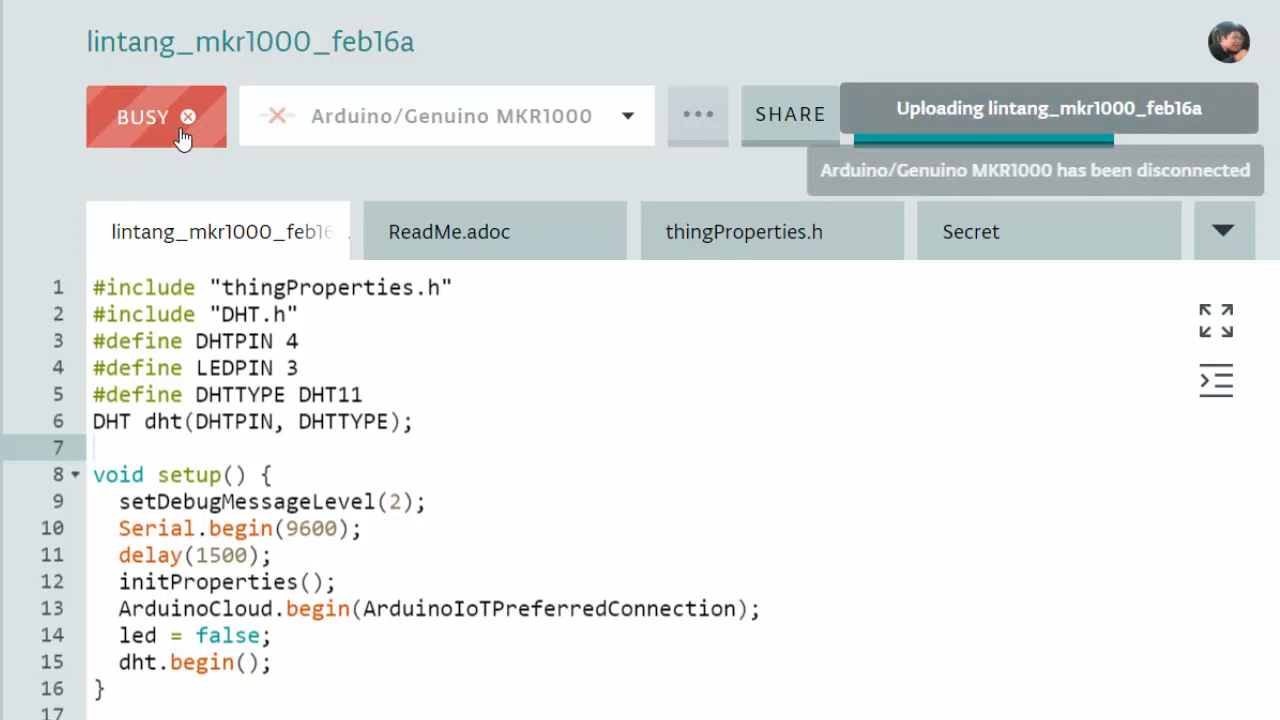 lintang_mkr1000_feb16a
BUSY
Arduino/Genuino MKR1000
SHARE
Uploading lintang_mkr1000_feb16a
Arduino/Genuino MKR1000 has been disconnected
lintang_mkr1000_feb16
ReadMe.adoc
thingProperties.h
Secret
1 #include "thingProperties.h"
2 #include "DHT.h"
3 #define DHTPIN 4
4 #define LEDPIN 3
5 #define DHTTYPE DHT11
6 DHT dht(DHTPIN, DHTTYPE);
7
8 void setup() {
9 setDebugMessageLevel(2);
10 Serial.begin(9600);
11 delay(1500);
12 initProperties();
13 ArduinoCloud.begin(ArduinoIoTPreferredConnection);
14 led = false;
15 dht.begin();
16 }
17